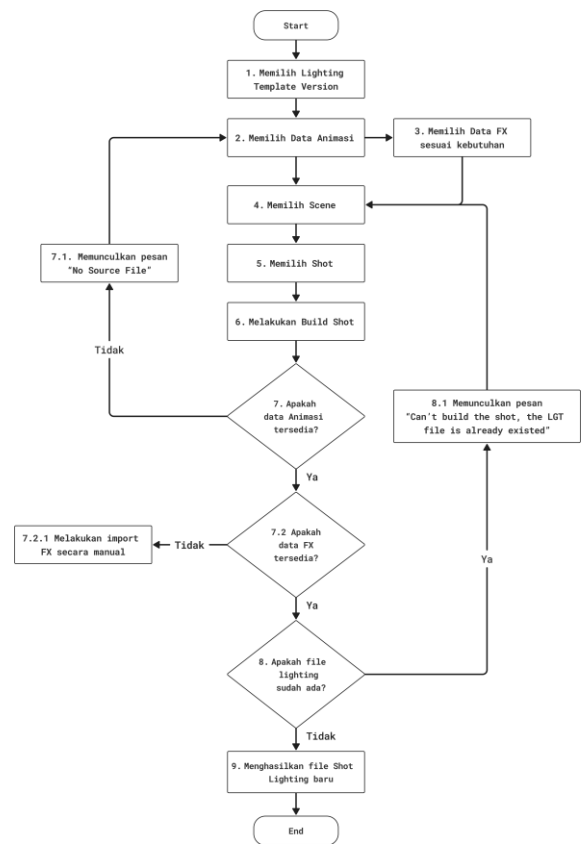 Start
1. Memilih Lighting
Template Version
2. Memilih Data Animasi
3. Memilih Data FX
sesuai kebutuhan
4. Memilih Scene
7.1. Memunculkan pesan
"No Source File"
5. Memilih Shot
6. Melakukan Build Shot
Tidak
7. Apakah
data Animasi
tersedia?
8.1 Memunculkan pesan
"Can't build the shot, the LGT
file is already existed"
Ya
7.2 Apakah
data FX
tersedia?
Tidak
7.2.1 Melakukan import
FX secara manual
Ya
Ya
8. Apakah file
lighting
sudah ada?
Tidak
9. Menghasilkan file Shot
Lighting baru
End